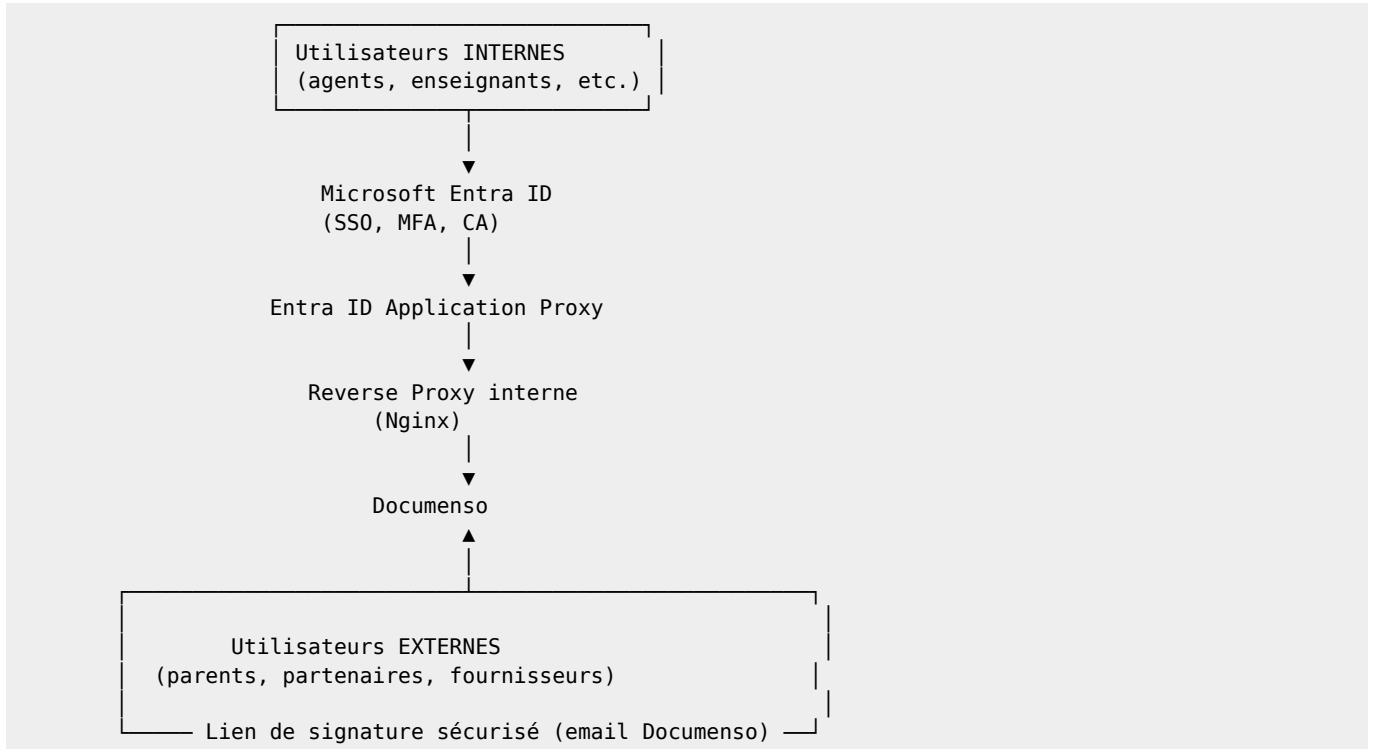 Utilisateurs INTERNES
(agents, enseignants, etc.)
Microsoft Entra ID
(SSO, MFA, CA)
Entra ID Application Proxy
Reverse Proxy interne
(Nginx)
Documenso
Utilisateurs EXTERNES
(parents, partenaires, fournisseurs)
Lien de signature sécurisé (email Documenso)